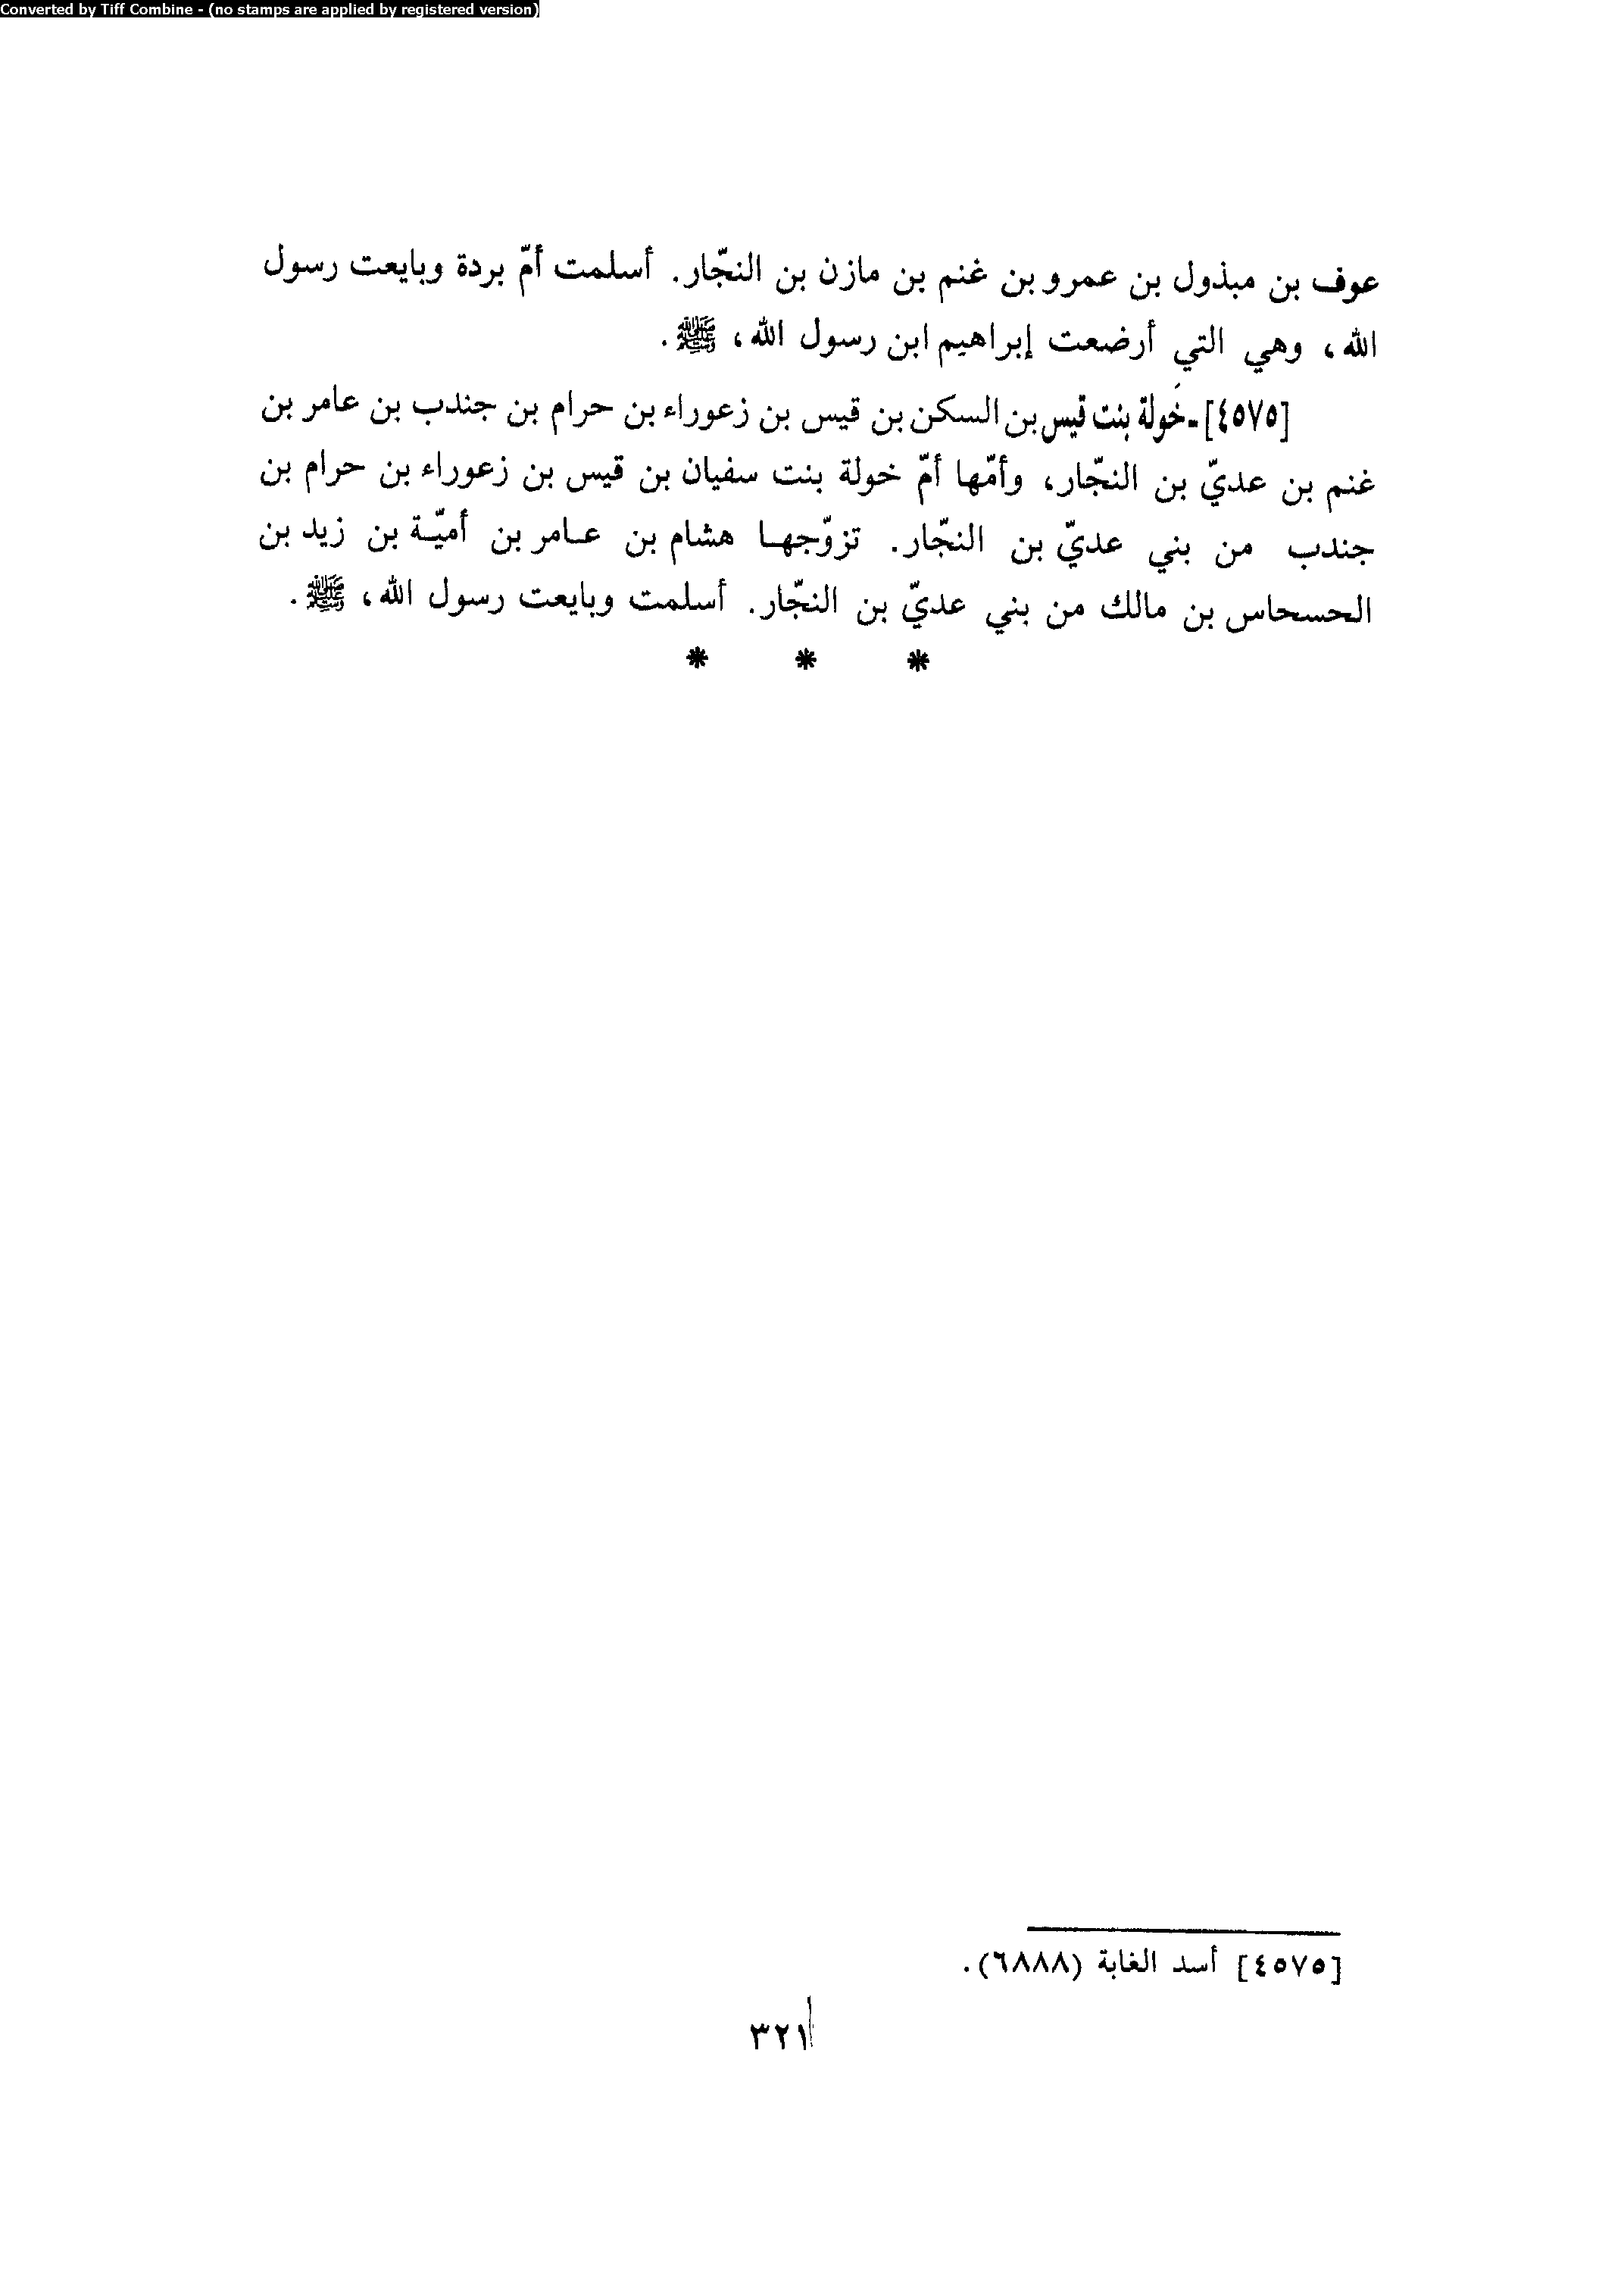 Converted by Tiff Combine - (no stamps are applied by registered version)
عوف بن مبذول بن عمرو بن غنم بن مازن بن النجّار. أسلمت أمّ بردة وبايعت رسول
الله، وهي التي أرضعت إبراهيم ابن رسول الله، ﷺ.
[٤٥٧٥]ـ خَولة بنت قيس بن السكن بن قيس بن زعوراء بن حرام بن جندب بن عامر بن
غنم بن عديّ بن النجّار، وأمّها أمّ خولة بنت سفيان بن قيس بن زعوراء بن حرام بن
جندب من بني عديّ بن النجّار. تزوّجها هشام بن عامر بن أميّة بن زيد بن
الحسحاس بن مالك من بني عديّ بن النجّار. أسلمت وبايعت رسول الله، ﷺ.
* * *
[٤٥٧٥] أسد الغابة (٦٨٨٨).
٣٢١